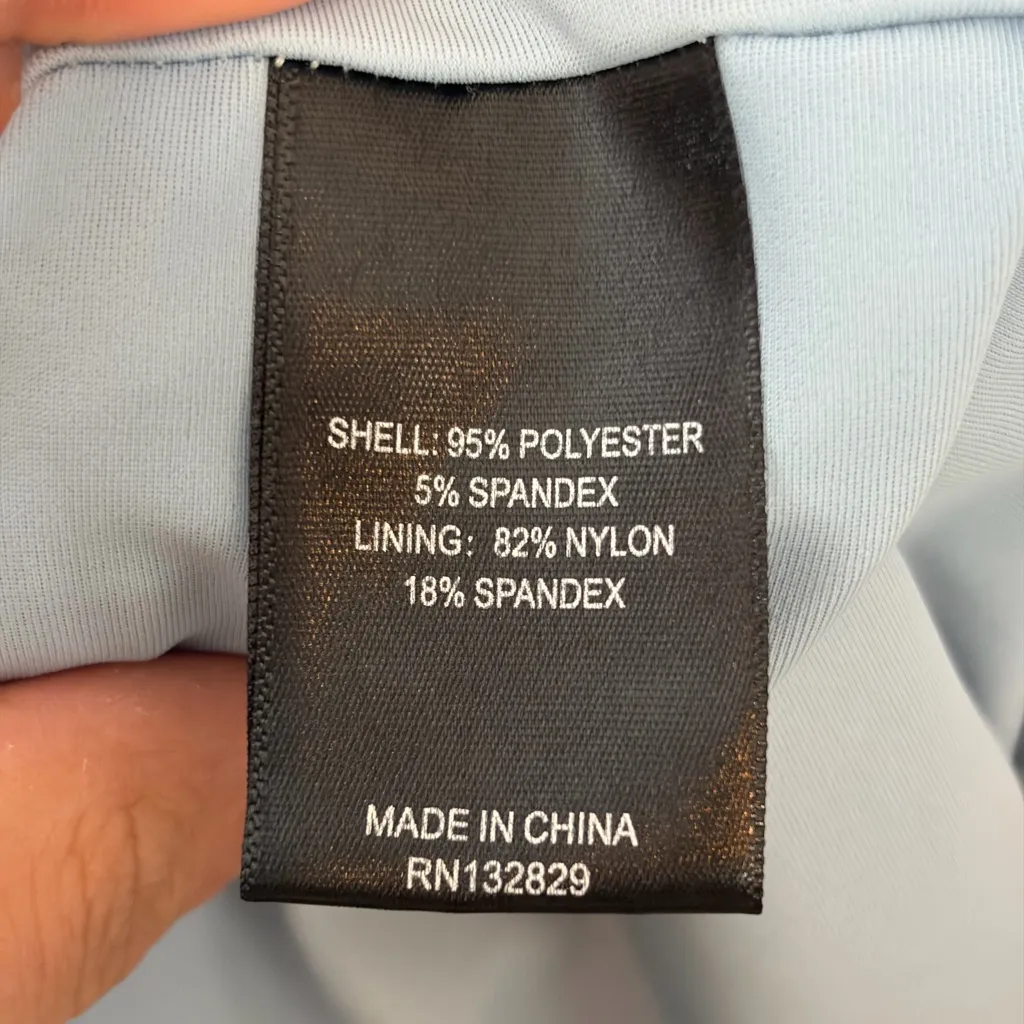 SHELL: 95% POLYESTER
5% SPANDEX
LINING: 82% NYLON
18% SPANDEX
MADE IN CHINA
RN132829